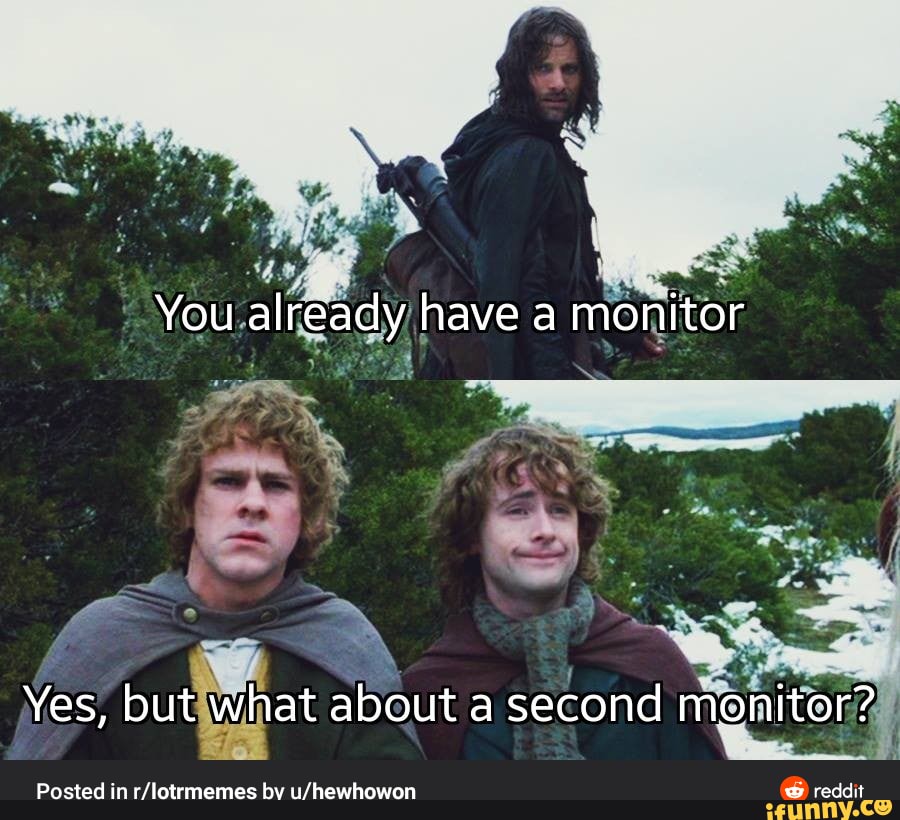 You already have a monitor
Yes, but what about a second monitor?
Posted in r/lotrmemes by u/hewhowon
reddit
ifunny.co